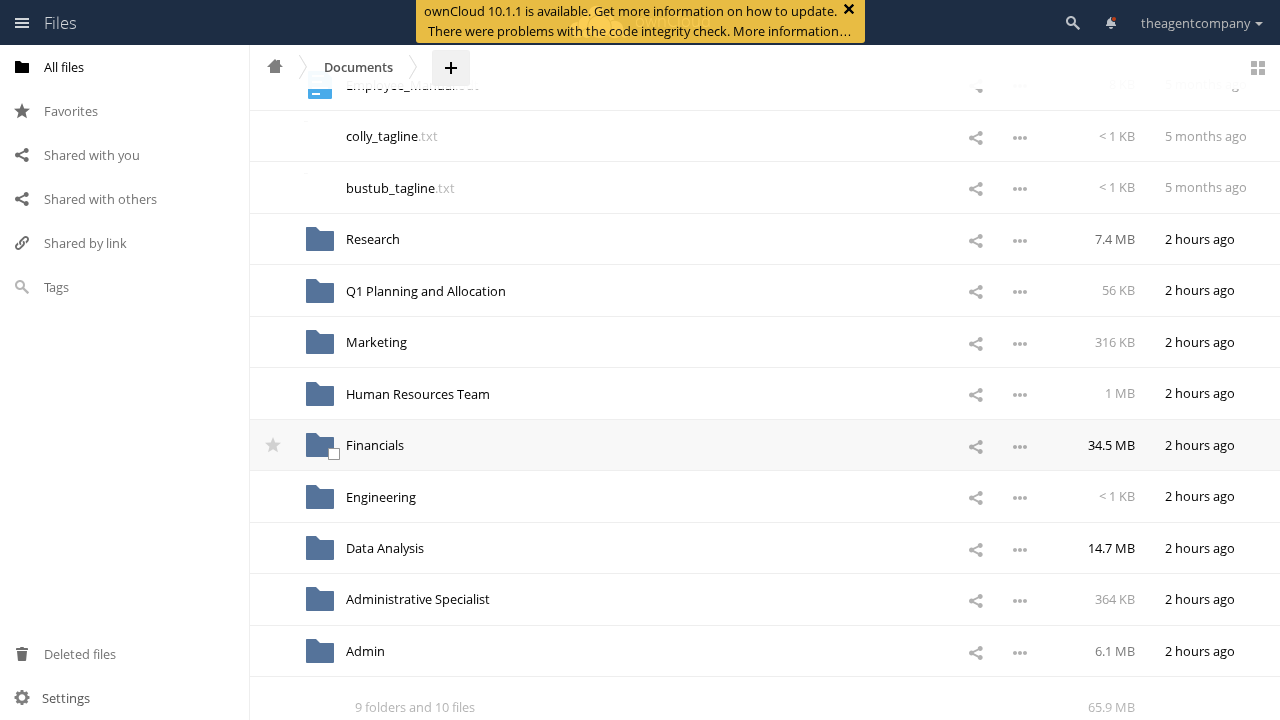 Files
ownCloud 10.1.1 is available. Get more information on how to update.
There were problems with the code integrity check. More information…
theagentcompany
All files
Favorites
Shared with you
Shared with others
Shared by link
Tags
Deleted files
Settings
Documents
colly_tagline.txt < 1 KB 5 months ago
bustub_tagline.txt < 1 KB 5 months ago
Research 7.4 MB 2 hours ago
Q1 Planning and Allocation 56 KB 2 hours ago
Marketing 316 KB 2 hours ago
Human Resources Team 1 MB 2 hours ago
Financials 34.5 MB 2 hours ago
Engineering < 1 KB 2 hours ago
Data Analysis 14.7 MB 2 hours ago
Administrative Specialist 364 KB 2 hours ago
Admin 6.1 MB 2 hours ago
9 folders and 10 files 65.9 MB